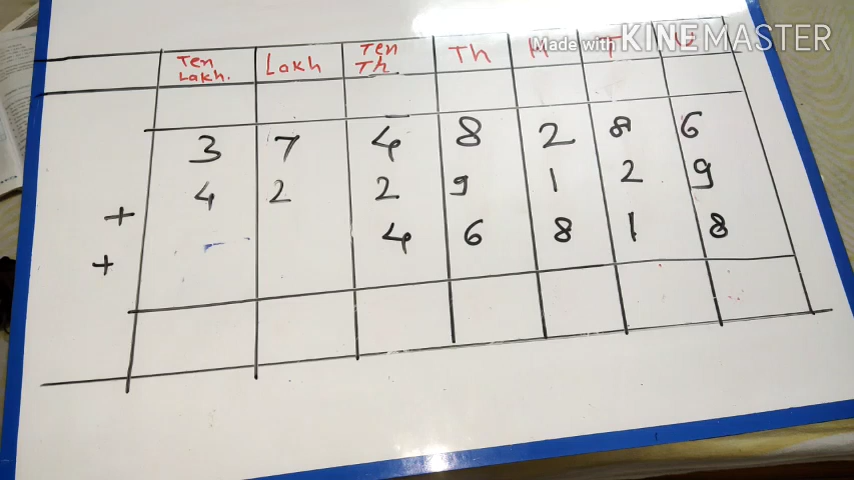 Made with KINEMASTER
Ten Lakh. Lakh Ten Th Th H T
3 7 4 8 2 8 6
+ 4 2 2 9 1 2 9
+ 4 6 8 1 8